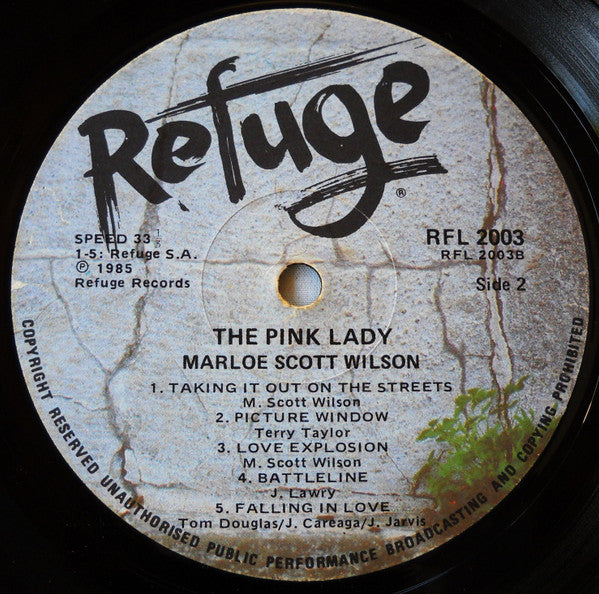 Refuge
®
SPEED 33 1/3
1-5: Refuge S.A.
℗ 1985
Refuge Records
RFL 2003
RFL 2003B
Side 2
THE PINK LADY
MARLOE SCOTT WILSON
1. TAKING IT OUT ON THE STREETS
M. Scott Wilson
2. PICTURE WINDOW
Terry Taylor
3. LOVE EXPLOSION
M. Scott Wilson
4. BATTLELINE
J. Lawry
5. FALLING IN LOVE
Tom Douglas/J. Careaga/J. Jarvis
COPYRIGHT RESERVED UNAUTHORISED PUBLIC PERFORMANCE BROADCASTING AND COPYING PROHIBITED